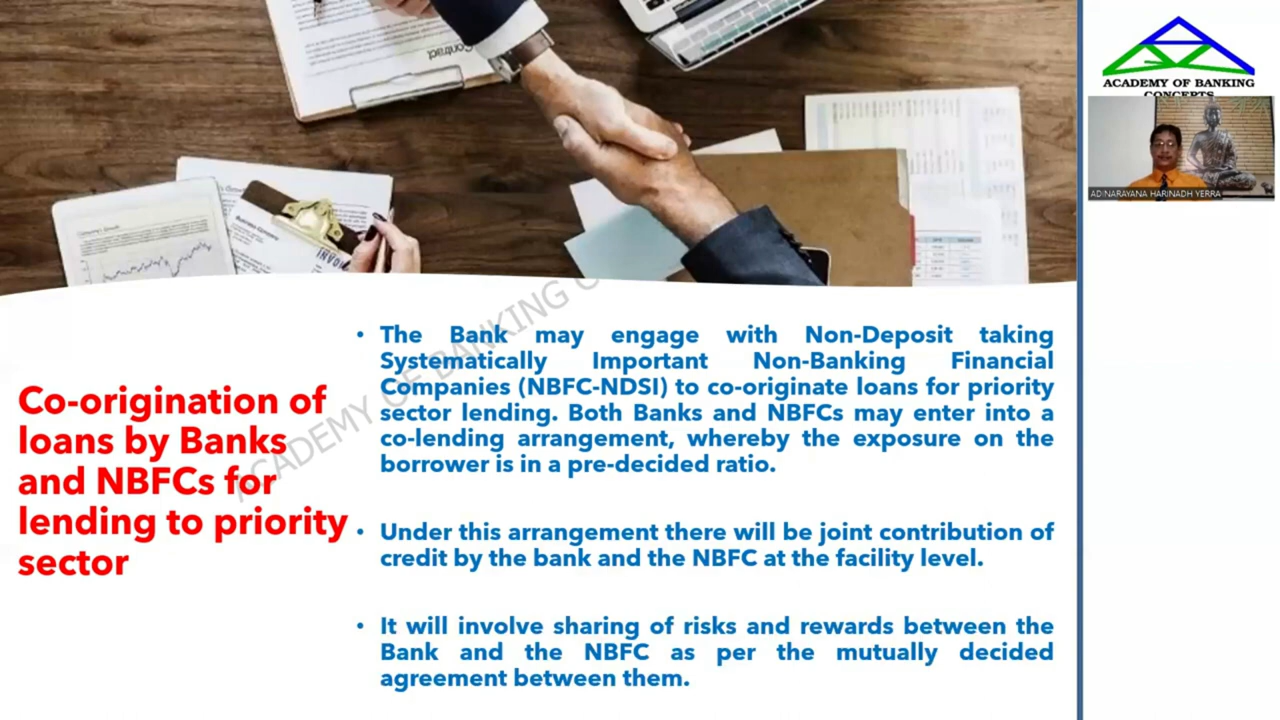 Contract
ACADEMY OF BANKING
CONCEPTS
ADINARAYANA HARINADH YERRA
ACADEMY OF BANKING C
Co-origination of
loans by Banks
and NBFCs for
lending to priority
sector
• The Bank may engage with Non-Deposit taking
Systematically Important Non-Banking Financial
Companies (NBFC-NDSI) to co-originate loans for priority
sector lending. Both Banks and NBFCs may enter into a
co-lending arrangement, whereby the exposure on the
borrower is in a pre-decided ratio.
• Under this arrangement there will be joint contribution of
credit by the bank and the NBFC at the facility level.
• It will involve sharing of risks and rewards between the
Bank and the NBFC as per the mutually decided
agreement between them.